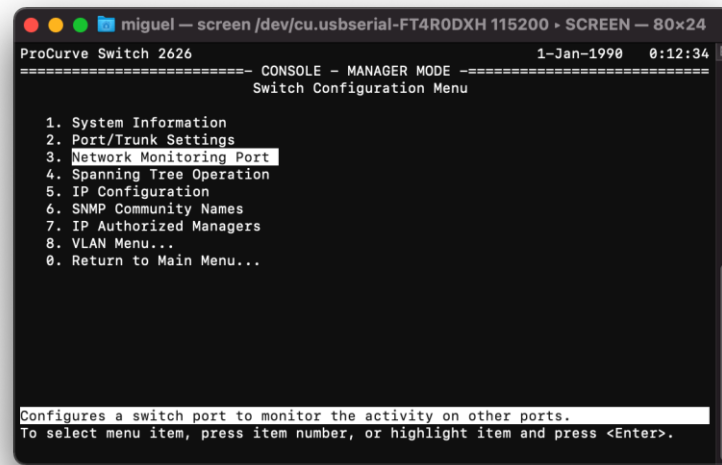 miguel — screen /dev/cu.usbserial-FT4R0DXH 115200 ▸ SCREEN — 80×24
ProCurve Switch 2626 1-Jan-1990 0:12:34
==========================- CONSOLE - MANAGER MODE -============================
Switch Configuration Menu
1. System Information
2. Port/Trunk Settings
3. Network Monitoring Port
4. Spanning Tree Operation
5. IP Configuration
6. SNMP Community Names
7. IP Authorized Managers
8. VLAN Menu...
0. Return to Main Menu...
Configures a switch port to monitor the activity on other ports.
To select menu item, press item number, or highlight item and press <Enter>.